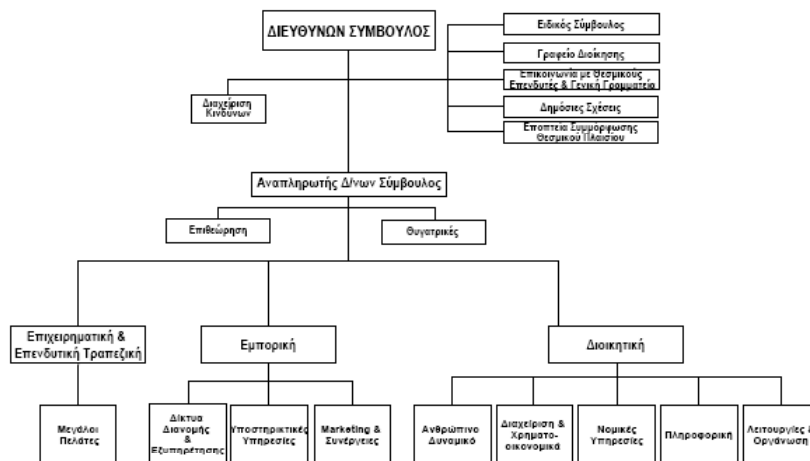 ΔΙΕΥΘΥΝΩΝ ΣΥΜΒΟΥΛΟΣ
Ειδικός Σύμβουλος
Γραφείο Διοίκησης
Επικοινωνία με Θεσμικούς
Επενδυτές & Γενική Γραμματεία
Δημόσιες Σχέσεις
Εποπτεία Συμμόρφωσης
Θεσμικού Πλαισίου
Διαχείριση
Κινδύνων
Αναπληρωτής Δ/νων Σύμβουλος
Επιθεώρηση
Θυγατρικές
Επιχειρηματική &
Επενδυτική Τραπεζική
Εμπορική
Διοικητική
Μεγάλοι
Πελάτες
Δίκτυα
Διανομής &
Εξυπηρέτησης
Υποστηρικτικές
Υπηρεσίες
Marketing &
Συνέργειες
Ανθρώπινο
Δυναμικό
Διαχείριση &
Χρηματο-
οικονομικά
Νομικές
Υπηρεσίες
Πληροφορική
Λειτουργίες &
Οργάνωση